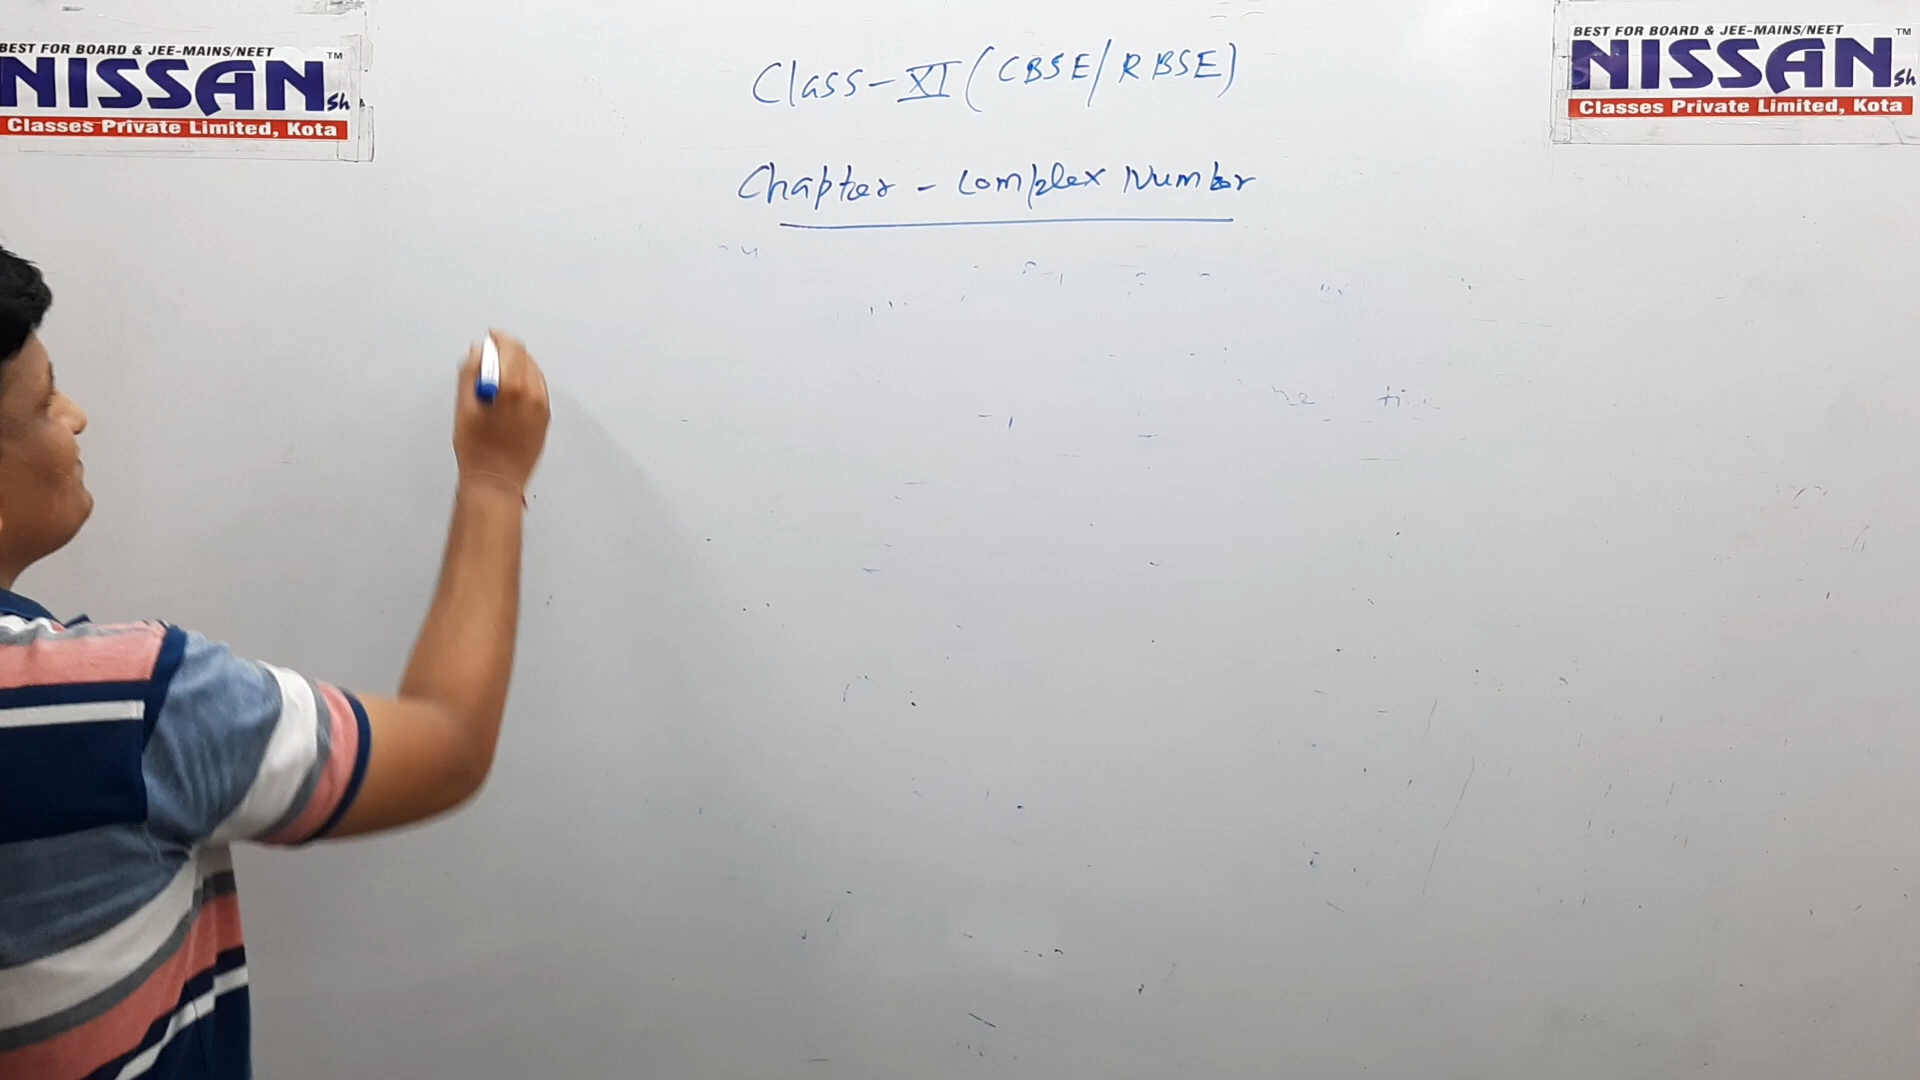 BEST FOR BOARD & JEE-MAINS/NEET
NISSAN Sh TM
Classes Private Limited, Kota
Class-XI (CBSE/RBSE)
Chapter - Complex Number
BEST FOR BOARD & JEE-MAINS/NEET
NISSAN Sh TM
Classes Private Limited, Kota